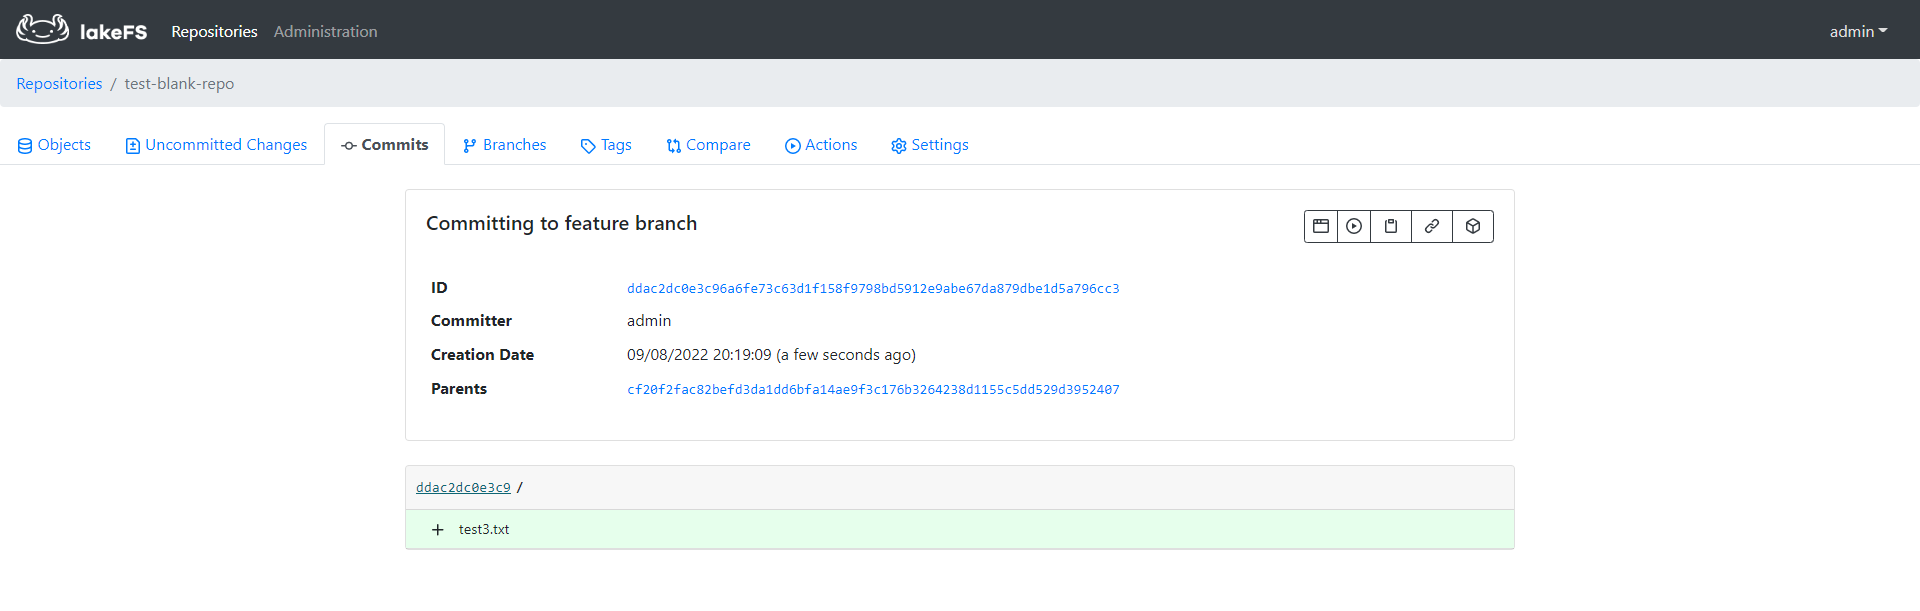 lakeFS Repositories Administration admin
Repositories / test-blank-repo
Objects Uncommitted Changes Commits Branches Tags Compare Actions Settings
Committing to feature branch
ID ddac2dc0e3c96a6fe73c63d1f158f9798bd5912e9abe67da879dbe1d5a796cc3
Committer admin
Creation Date 09/08/2022 20:19:09 (a few seconds ago)
Parents cf20f2fac82befd3da1dd6bfa14ae9f3c176b3264238d1155c5dd529d3952407
ddac2dc0e3c9 /
+ test3.txt